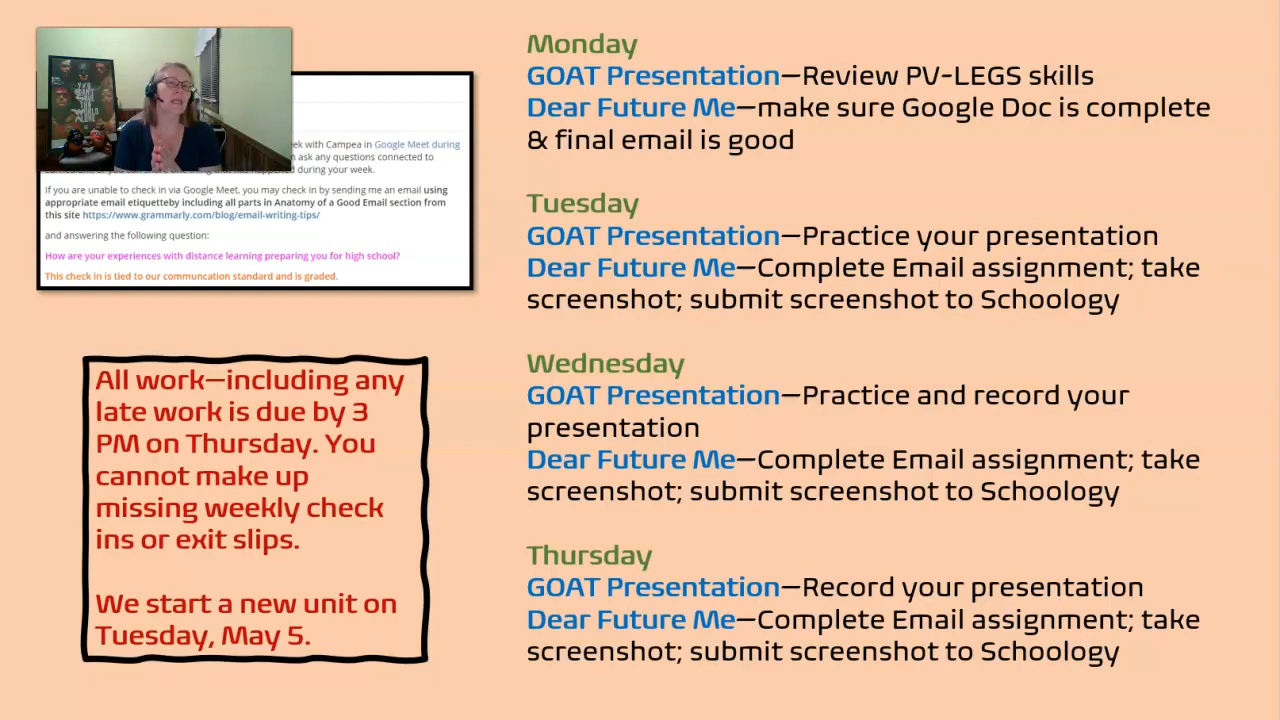 YOU
CAN'T
SAVE THE
WORLD
ALONE
ek with Campea in Google Meet during
n ask any questions connected to
during your week.
If you are unable to check in via Google Meet, you may check in by sending me an email using
appropriate email etiquetteby including all parts in Anatomy of a Good Email section from
this site https://www.grammarly.com/blog/email-writing-tips/
and answering the following question:
How are your experiences with distance learning preparing you for high school?
This check in is tied to our communcation standard and is graded.
All work—including any
late work is due by 3
PM on Thursday. You
cannot make up
missing weekly check
ins or exit slips.
We start a new unit on
Tuesday, May 5.
Monday
GOAT Presentation—Review PV-LEGS skills
Dear Future Me—make sure Google Doc is complete
& final email is good
Tuesday
GOAT Presentation—Practice your presentation
Dear Future Me—Complete Email assignment; take
screenshot; submit screenshot to Schoology
Wednesday
GOAT Presentation—Practice and record your
presentation
Dear Future Me—Complete Email assignment; take
screenshot; submit screenshot to Schoology
Thursday
GOAT Presentation—Record your presentation
Dear Future Me—Complete Email assignment; take
screenshot; submit screenshot to Schoology